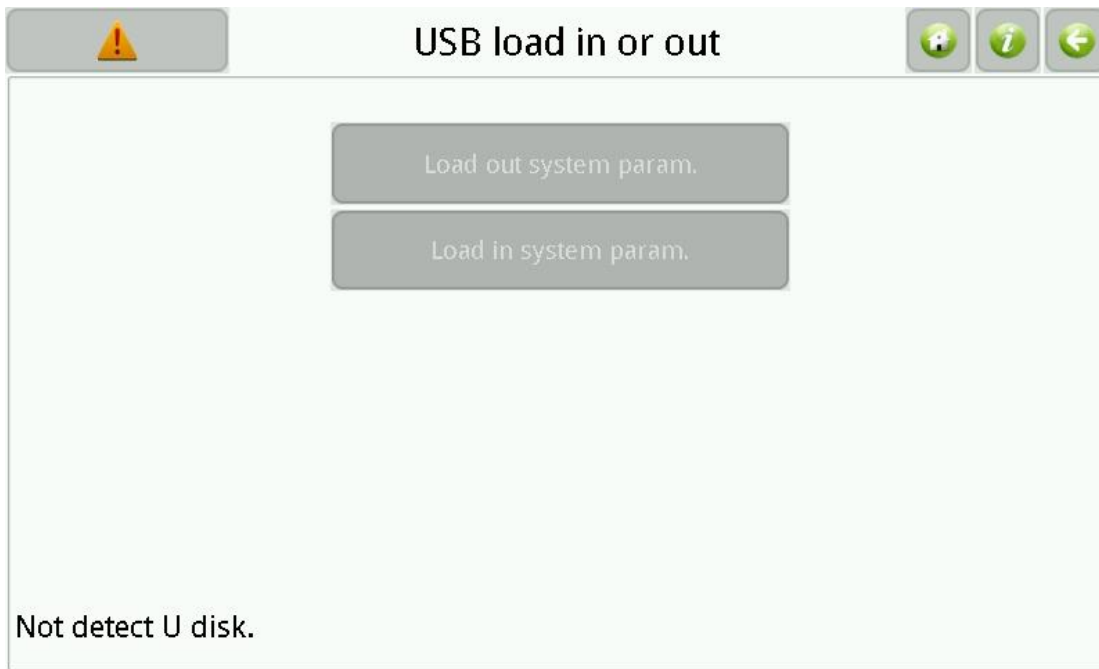 USB load in or out
Load out system param.
Load in system param.
Not detect U disk.